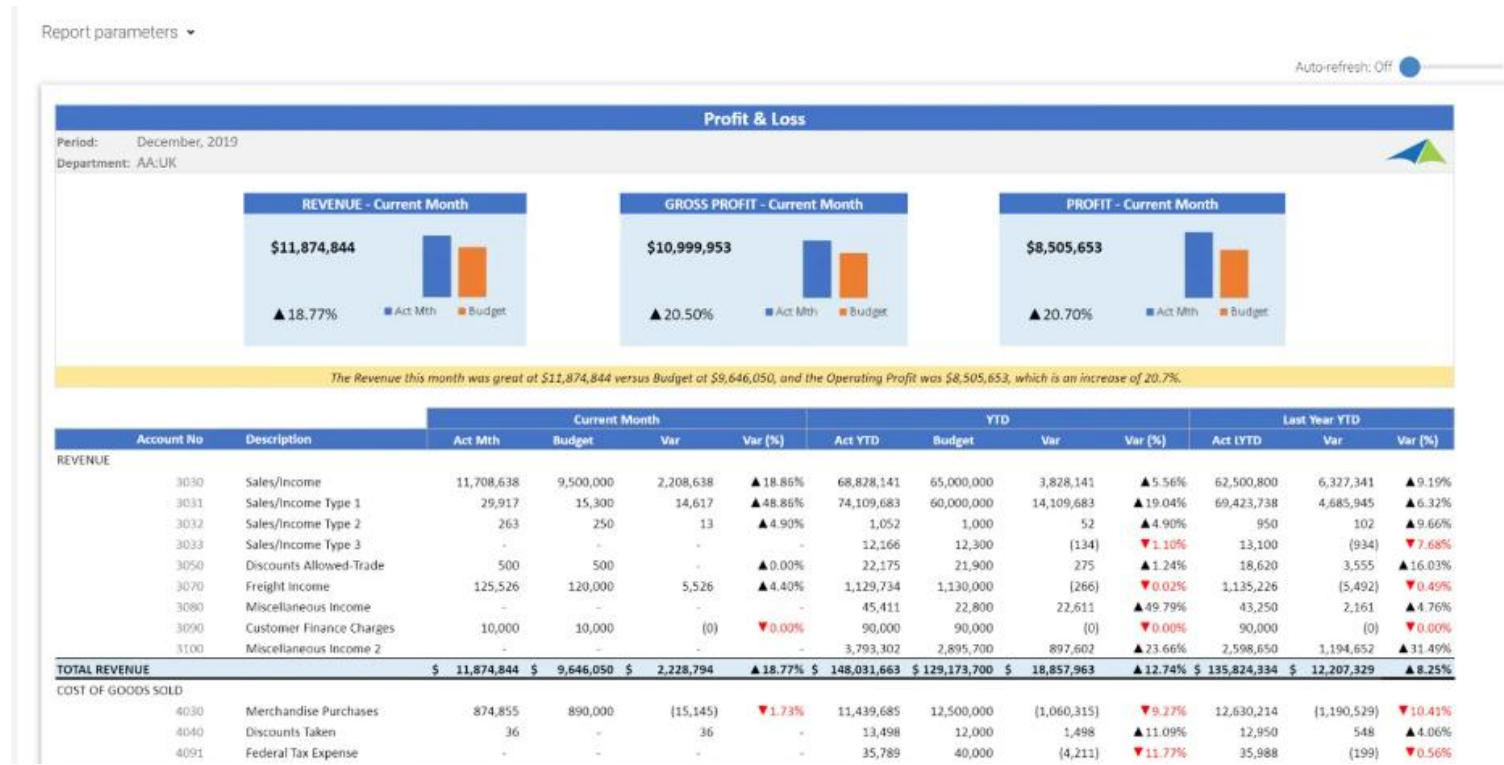 Report parameters
Auto-refresh: Off
Profit & Loss
Period: December, 2019
Department: AA:UK
REVENUE - Current Month
$11,874,844
▲18.77%
Act Mth Budget
GROSS PROFIT - Current Month
$10,999,953
▲20.50%
Act Mth Budget
PROFIT - Current Month
$8,505,653
▲20.70%
Act Mth Budget
The Revenue this month was great at $11,874,844 versus Budget at $9,646,050, and the Operating Profit was $8,505,653, which is an increase of 20.7%.
Current Month YTD Last Year YTD
Account No Description Act Mth Budget Var Var (%) Act YTD Budget Var Var (%) Act LYTD Var Var (%)
REVENUE
3030 Sales/Income 11,708,638 9,500,000 2,208,638 ▲18.86% 68,828,141 65,000,000 3,828,141 ▲5.56% 62,500,800 6,327,341 ▲9.19%
3031 Sales/Income Type 1 29,917 15,300 14,617 ▲48.86% 74,109,683 60,000,000 14,109,683 ▲19.04% 69,423,738 4,685,945 ▲6.32%
3032 Sales/Income Type 2 263 250 13 ▲4.90% 1,052 1,000 52 ▲4.90% 950 102 ▲9.66%
3033 Sales/Income Type 3 - - - - 12,166 12,300 (134) ▼1.10% 13,100 (934) ▼7.68%
3050 Discounts Allowed-Trade 500 500 - ▲0.00% 22,175 21,900 275 ▲1.24% 18,620 3,555 ▲16.03%
3070 Freight Income 125,526 120,000 5,526 ▲4.40% 1,129,734 1,130,000 (266) ▼0.02% 1,135,226 (5,492) ▼0.49%
3080 Miscellaneous Income - - - - 45,411 22,800 22,611 ▲49.79% 43,250 2,161 ▲4.76%
3090 Customer Finance Charges 10,000 10,000 (0) ▼0.00% 90,000 90,000 (0) ▼0.00% 90,000 (0) ▼0.00%
3100 Miscellaneous Income 2 - - - - 3,793,302 2,895,700 897,602 ▲23.66% 2,598,650 1,194,652 ▲31.49%
TOTAL REVENUE $ 11,874,844 $ 9,646,050 $ 2,228,794 ▲18.77% $ 148,031,663 $ 129,173,700 $ 18,857,963 ▲12.74% $ 135,824,334 $ 12,207,329 ▲8.25%
COST OF GOODS SOLD
4030 Merchandise Purchases 874,855 890,000 (15,145) ▼1.73% 11,439,685 12,500,000 (1,060,315) ▼9.27% 12,630,214 (1,190,529) ▼10.41%
4040 Discounts Taken 36 - 36 - 13,498 12,000 1,498 ▲11.09% 12,950 548 ▲4.06%
4091 Federal Tax Expense - - - - 35,789 40,000 (4,211) ▼11.77% 35,988 (199) ▼0.56%